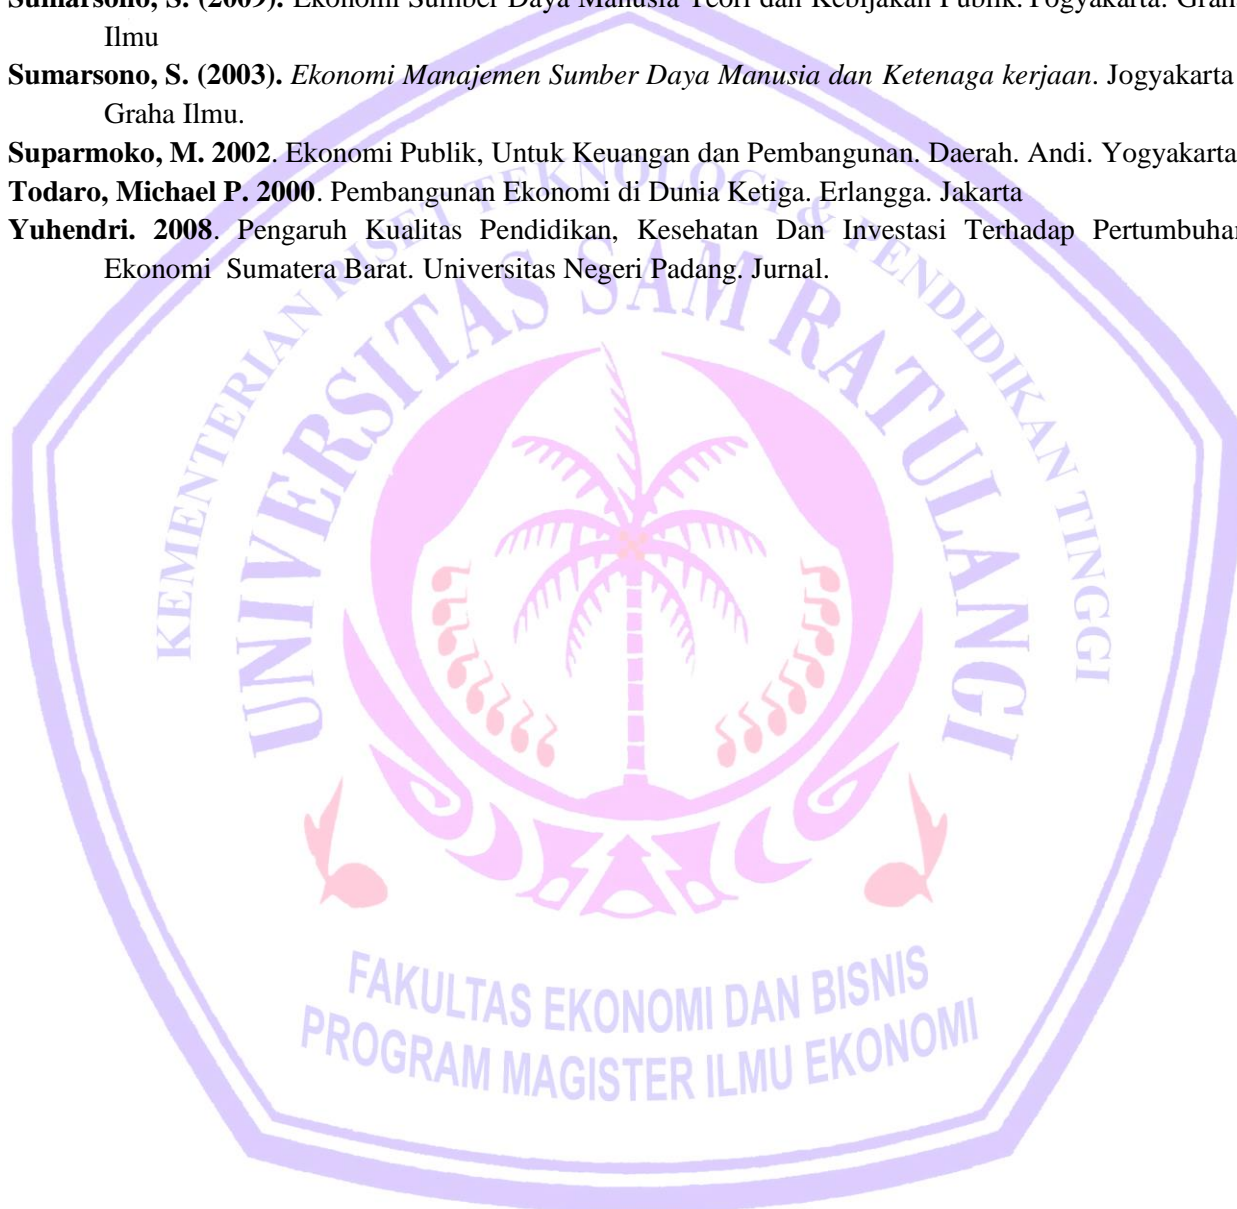 Sumarsono, S. (2009). Ekonomi Sumber Daya Manusia Teori dan Kebijakan Publik.Yogyakarta: Grah
Ilmu
Sumarsono, S. (2003). Ekonomi Manajemen Sumber Daya Manusia dan Ketenaga kerjaan. Jogyakarta
Graha Ilmu.
Suparmoko, M. 2002. Ekonomi Publik, Untuk Keuangan dan Pembangunan. Daerah. Andi. Yogyakarta
Todaro, Michael P. 2000. Pembangunan Ekonomi di Dunia Ketiga. Erlangga. Jakarta
Yuhendri. 2008. Pengaruh Kualitas Pendidikan, Kesehatan Dan Investasi Terhadap Pertumbuhan
Ekonomi Sumatera Barat. Universitas Negeri Padang. Jurnal.
KEMENTERIAN RISET TEKNOLOGI & PENDIDIKAN TINGGI
UNIVERSITAS SAM RATULANGI
FAKULTAS EKONOMI DAN BISNIS
PROGRAM MAGISTER ILMU EKONOMI